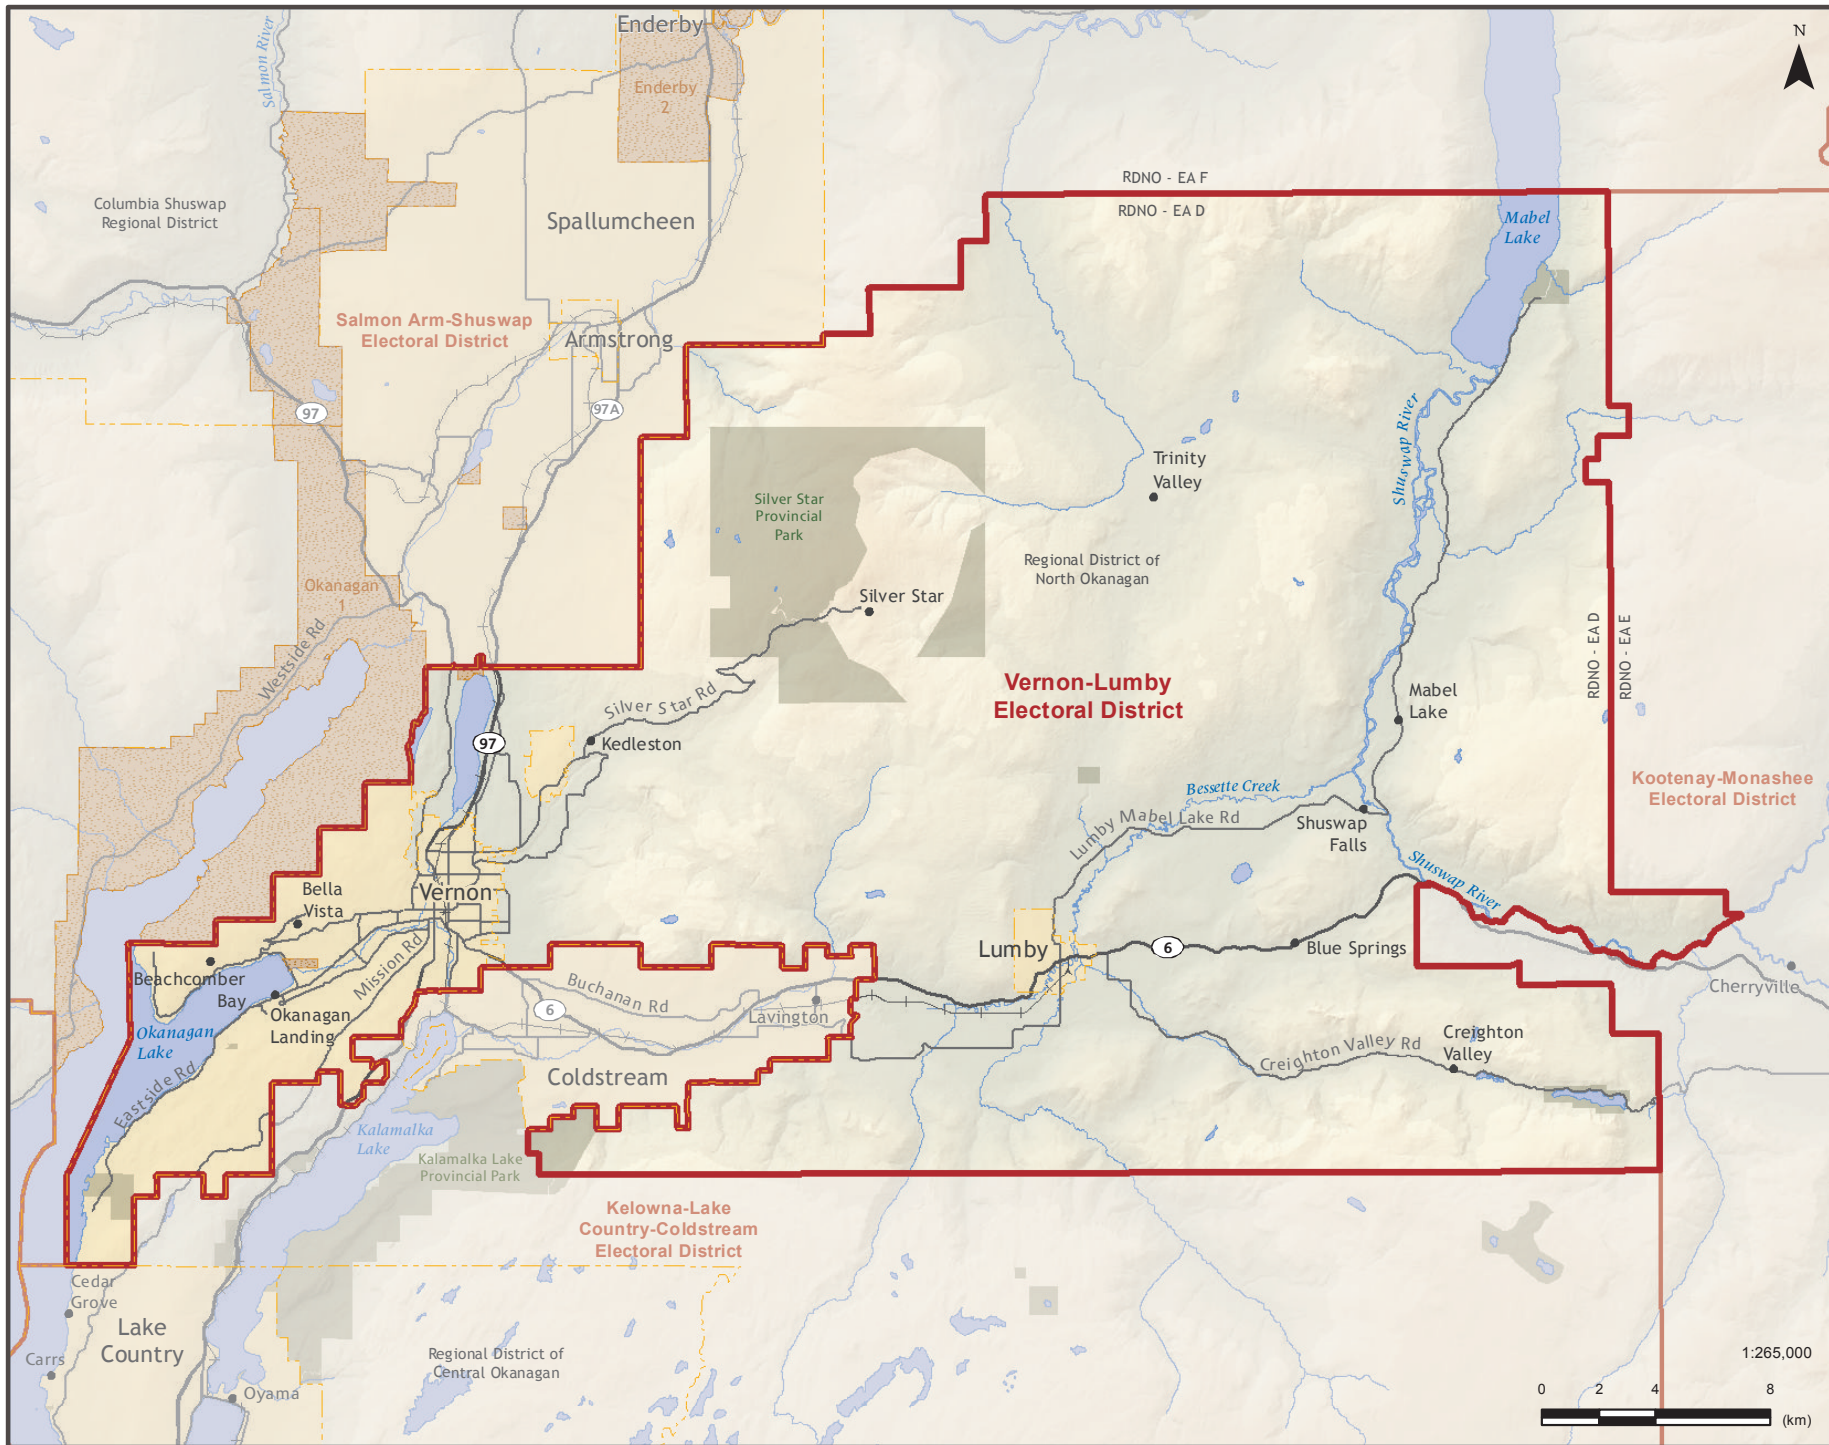 Enderby
N
Salmon River
Enderby
2
RDNO - EA F
RDNO - EA D
Columbia Shuswap
Regional District
Spallumcheen
Mabel
Lake
Salmon Arm-Shuswap
Electoral District
Armstrong
97
97A
Shuswap River
Trinity
Valley
Silver Star
Provincial
Park
Regional District of
North Okanagan
Okanagan
1
Silver Star
Westside Rd
RDNO - EA D
RDNO - EA E
Vernon-Lumby
Electoral District
Mabel
Lake
Silver Star Rd
97
Kedleston
Kootenay-Monashee
Electoral District
Bessette Creek
Lumby Mabel Lake Rd
Shuswap
Falls
Shuswap River
Bella
Vista
Vernon
Mission Rd
Lumby
6
Blue Springs
Beachcomber
Bay
Buchanan Rd
6
Lavington
Cherryville
Okanagan
Landing
Okanagan
Lake
Creighton
Valley
Creighton Valley Rd
Eastside Rd
Coldstream
Kalamalka
Lake
Kalamalka Lake
Provincial Park
Kelowna-Lake
Country-Coldstream
Electoral District
Cedar
Grove
Lake
Country
Carrs
Regional District of
Central Okanagan
Oyama
1:265,000
0 2 4 8
(km)